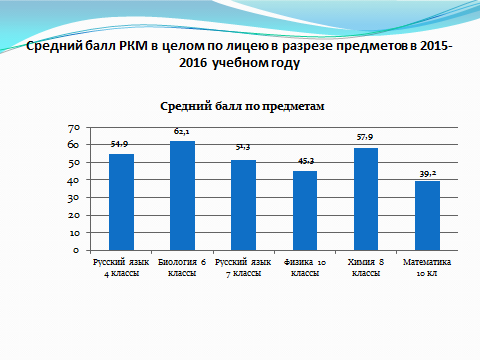 Средний балл РКМ в целом по лицею в разрезе предметов в 2015-
2016 учебном году
Средний балл по предметам
70
60
50
40
30
20
10
0
54,9
62,1
51,3
45,3
57,9
39,2
Русский язык
4 классы
Биология 6
классы
Русский язык
7 классы
Физика 10
классы
Химия 8
классы
Математика
10 кл